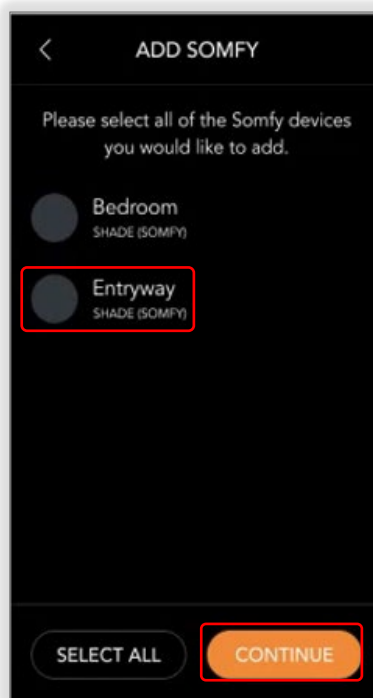 ADD SOMFY
Please select all of the Somfy devices
you would like to add.
Bedroom
SHADE (SOMFY)
Entryway
SHADE (SOMFY)
SELECT ALL
CONTINUE